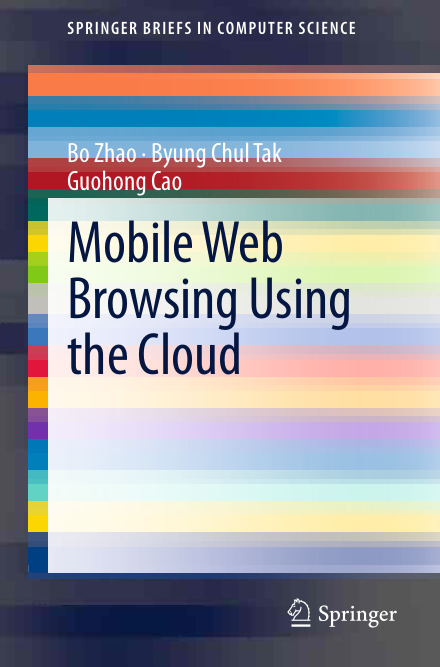 SPRINGER BRIEFS IN COMPUTER SCIENCE
Bo Zhao · Byung Chul Tak
Guohong Cao
Mobile Web
Browsing Using
the Cloud
Springer